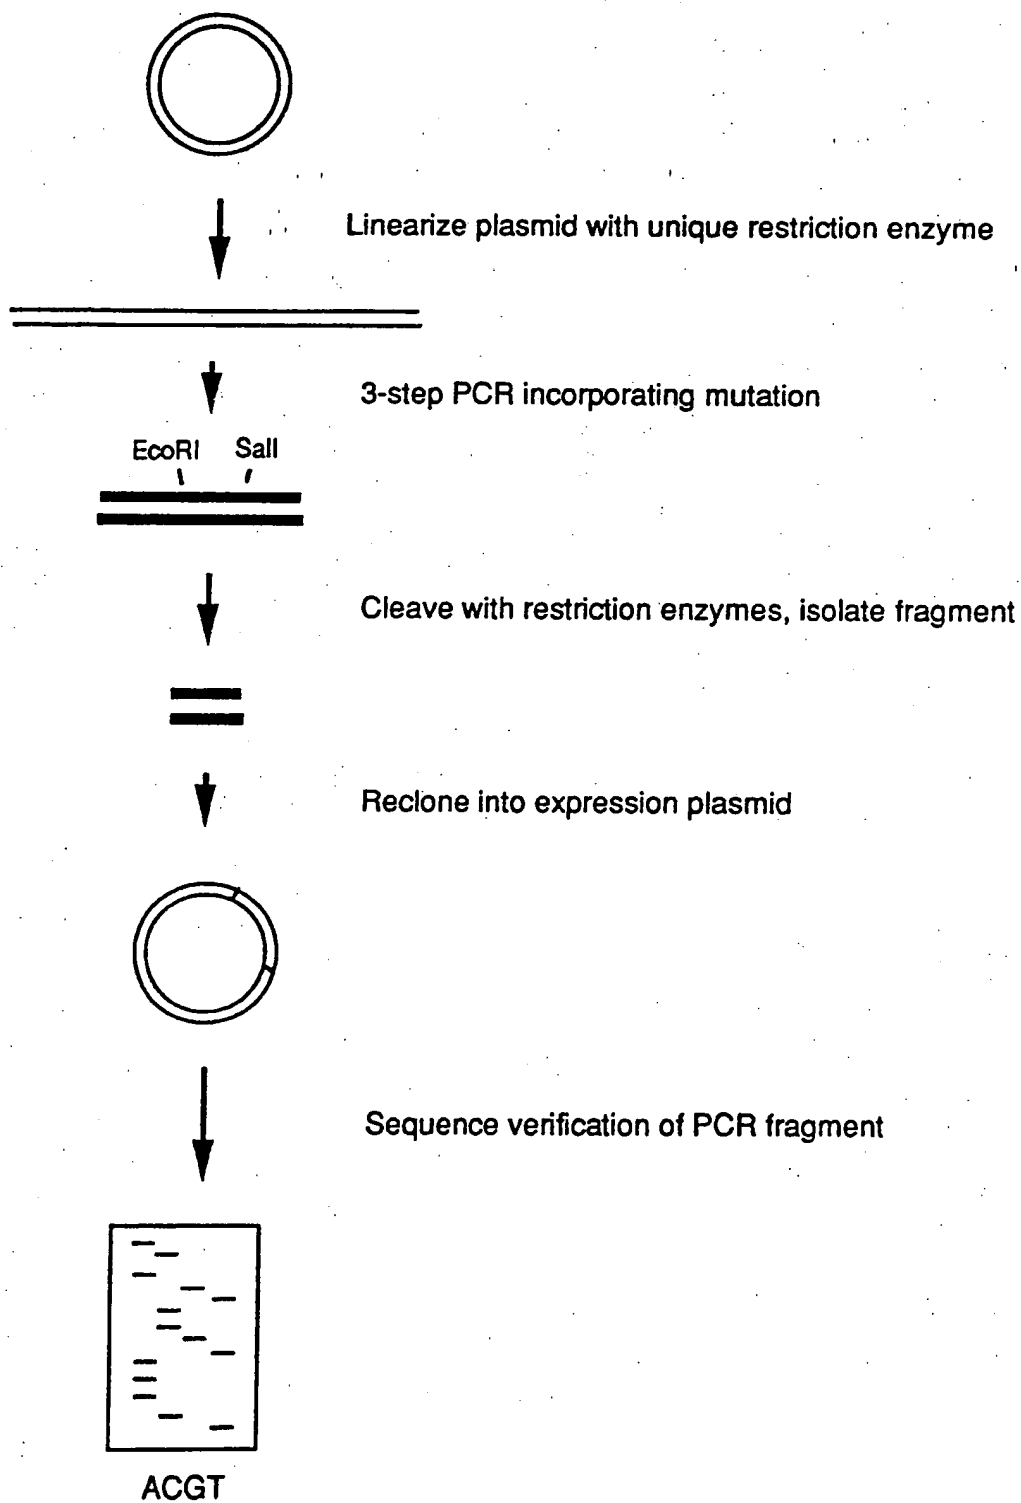 Linearize plasmid with unique restriction enzyme
3-step PCR incorporating mutation
EcoRI SalI
Cleave with restriction enzymes, isolate fragment
Reclone into expression plasmid
Sequence verification of PCR fragment
ACGT